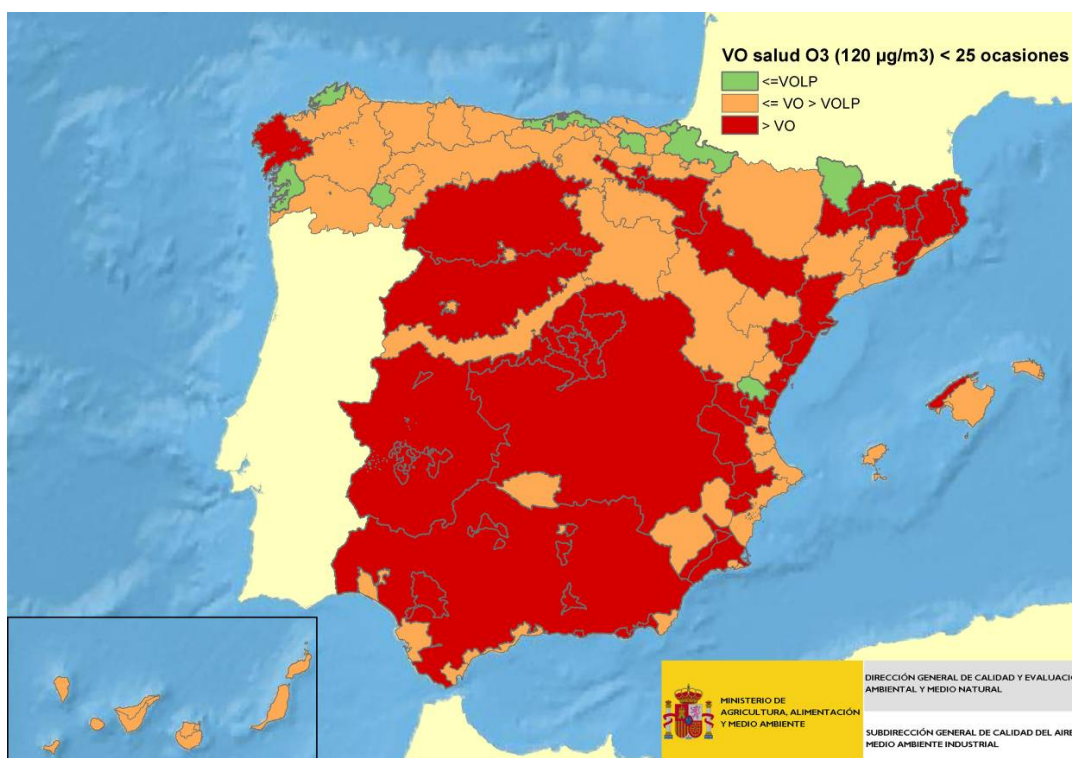 VO salud O3 (120 µg/m3) < 25 ocasiones
<=VOLP
<= VO > VOLP
> VO
MINISTERIO DE
AGRICULTURA, ALIMENTACIÓN
Y MEDIO AMBIENTE
DIRECCIÓN GENERAL DE CALIDAD Y EVALUACIÓ
AMBIENTAL Y MEDIO NATURAL
SUBDIRECCIÓN GENERAL DE CALIDAD DEL AIRE
MEDIO AMBIENTE INDUSTRIAL